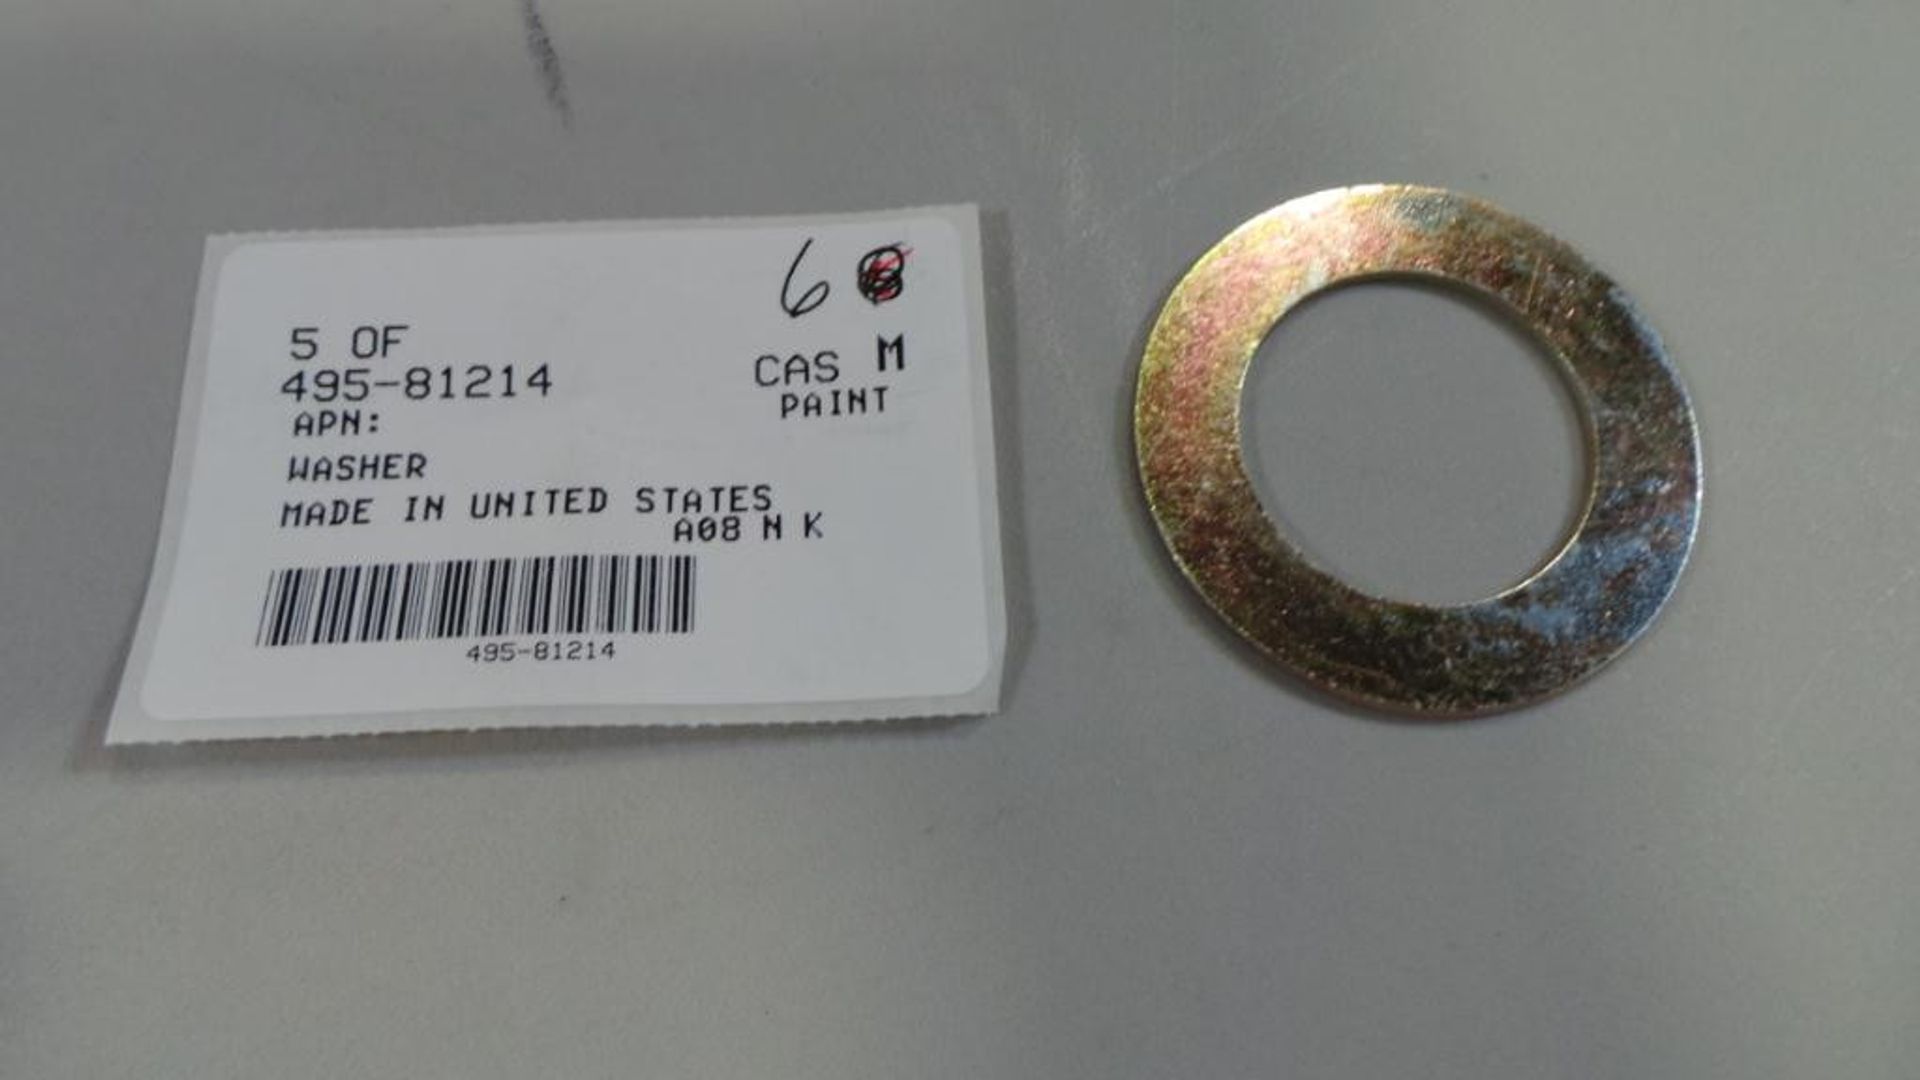 6
5 OF
495-81214
CAS M
APN:
PAINT
WASHER
MADE IN UNITED STATES
A08 N K
495-81214